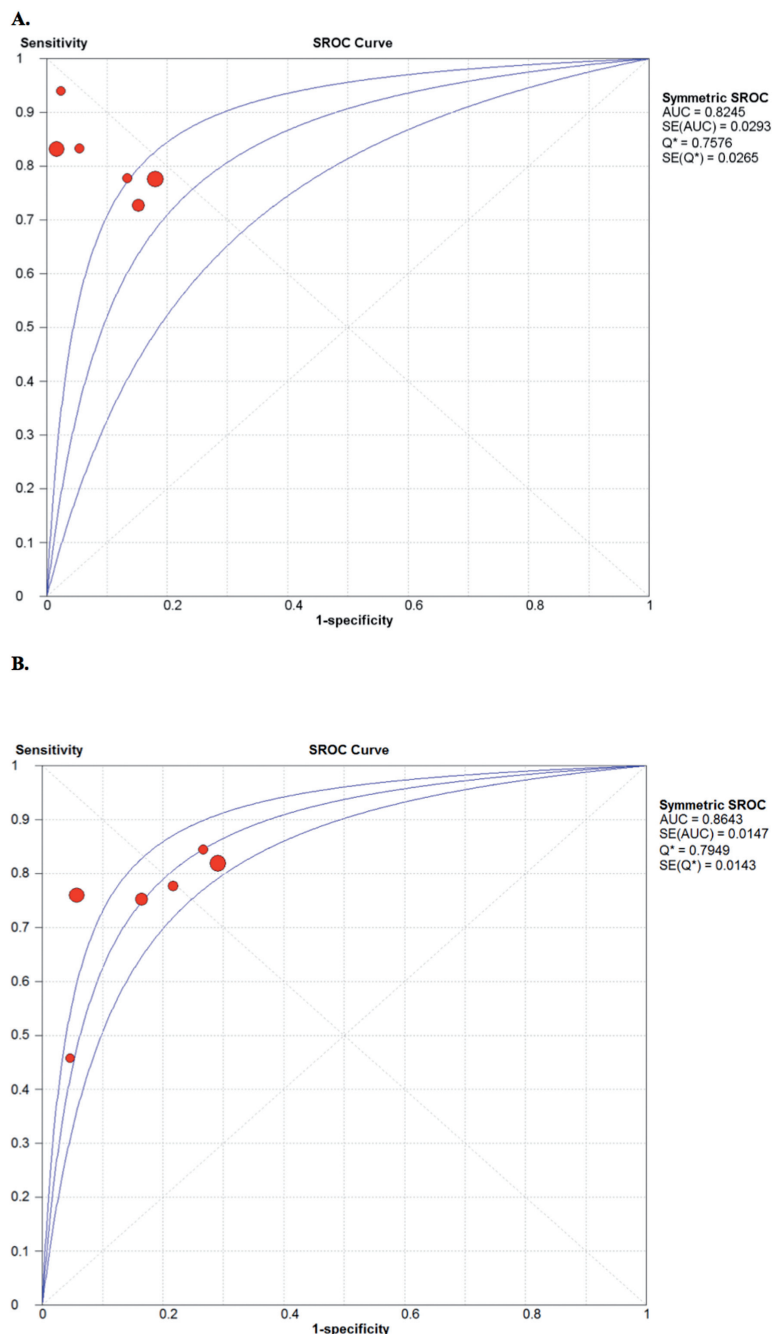 A.
Sensitivity
SROC Curve
1
0.9
0.8
0.7
0.6
0.5
0.4
0.3
0.2
0.1
0
0 0.2 0.4 0.6 0.8 1
1-specificity
Symmetric SROC
AUC = 0.8245
SE(AUC) = 0.0293
Q* = 0.7576
SE(Q*) = 0.0265
B.
Sensitivity
SROC Curve
1
0.9
0.8
0.7
0.6
0.5
0.4
0.3
0.2
0.1
0
0 0.2 0.4 0.6 0.8 1
1-specificity
Symmetric SROC
AUC = 0.8643
SE(AUC) = 0.0147
Q* = 0.7949
SE(Q*) = 0.0143